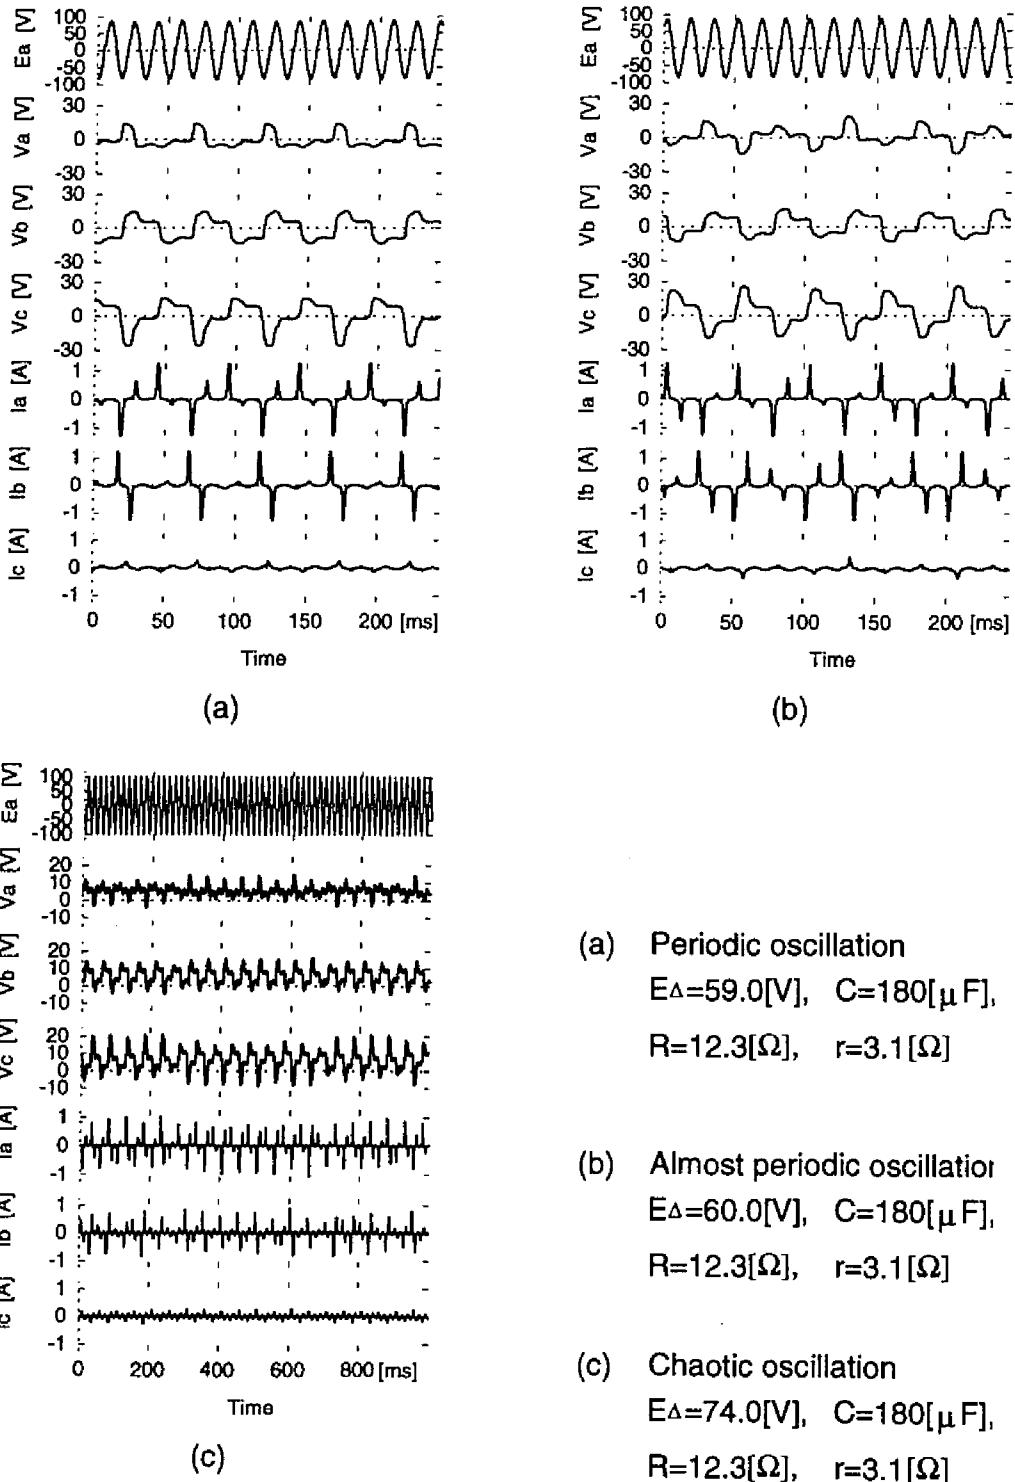 Ea [V] 100 50 0 -50 -100
Va [V] 30 0 -30
Vb [V] 30 0 -30
Vc [V] 30 0 -30
Ia [A] 1 0 -1
Ib [A] 1 0 -1
Ic [A] 1 0 -1
0 50 100 150 200 [ms]
Time
(a)
Ea [V] 100 50 0 -50 -100
Va [V] 30 0 -30
Vb [V] 30 0 -30
Vc [V] 30 0 -30
Ia [A] 1 0 -1
Ib [A] 1 0 -1
Ic [A] 1 0 -1
0 50 100 150 200 [ms]
Time
(b)
Ea [V] 100 50 0 -50 -100
Va [V] 20 10 0 -10
Vb [V] 20 10 0 -10
Vc [V] 20 10 0 -10
Ia [A] 1 0 -1
Ib [A] 1 0 -1
Ic [A] 1 0 -1
0 200 400 600 800 [ms]
Time
(c)
(a) Periodic oscillation
E∆=59.0[V], C=180[μF],
R=12.3[Ω], r=3.1[Ω]
(b) Almost periodic oscillation
E∆=60.0[V], C=180[μF],
R=12.3[Ω], r=3.1[Ω]
(c) Chaotic oscillation
E∆=74.0[V], C=180[μF],
R=12.3[Ω], r=3.1[Ω]